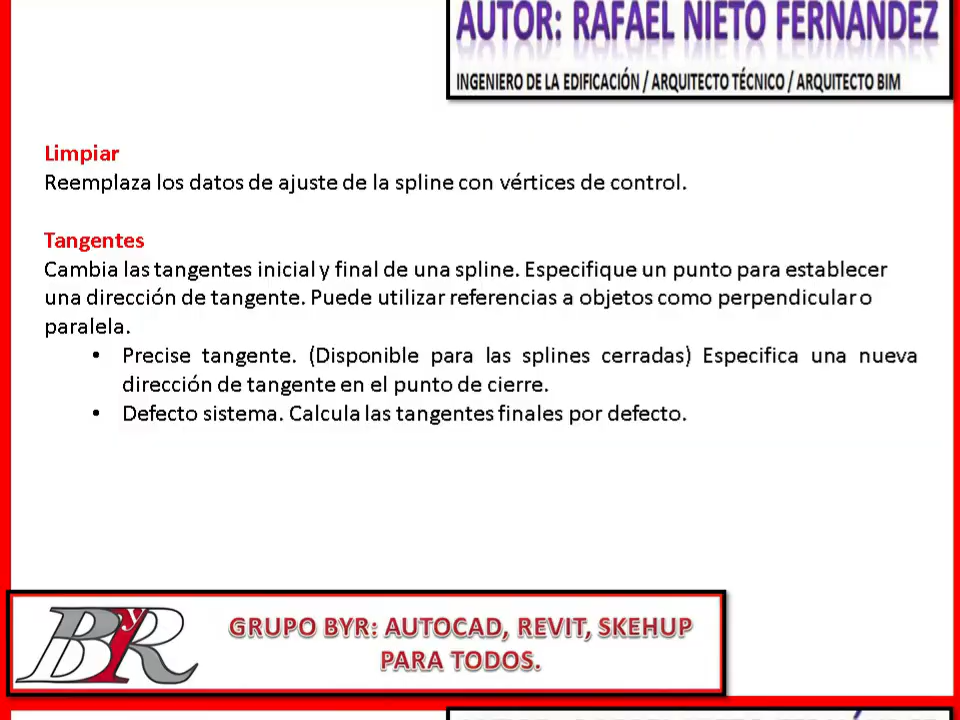 AUTOR: RAFAEL NIETO FERNANDEZ
INGENIERO DE LA EDIFICACIÓN / ARQUITECTO TÉCNICO / ARQUITECTO BIM
Limpiar
Reemplaza los datos de ajuste de la spline con vértices de control.
Tangentes
Cambia las tangentes inicial y final de una spline. Especifique un punto para establecer
una dirección de tangente. Puede utilizar referencias a objetos como perpendicular o
paralela.
• Precise tangente. (Disponible para las splines cerradas) Especifica una nueva
dirección de tangente en el punto de cierre.
• Defecto sistema. Calcula las tangentes finales por defecto.
ByR
GRUPO BYR: AUTOCAD, REVIT, SKEHUP
PARA TODOS.